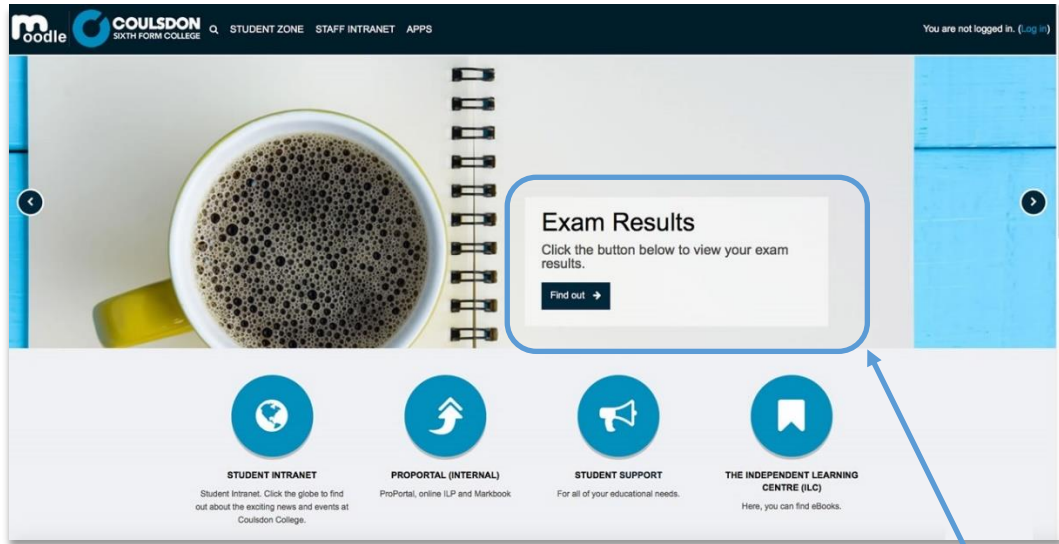 moodle
COULSDON
SIXTH FORM COLLEGE
STUDENT ZONE STAFF INTRANET APPS
You are not logged in. (Log in)
Exam Results
Click the button below to view your exam
results.
Find out
STUDENT INTRANET
Student Intranet. Click the globe to find
out about the exciting news and events at
Coulsdon College.
PROPORTAL (INTERNAL)
ProPortal, online ILP and Markbook
STUDENT SUPPORT
For all of your educational needs.
THE INDEPENDENT LEARNING
CENTRE (ILC)
Here, you can find eBooks.